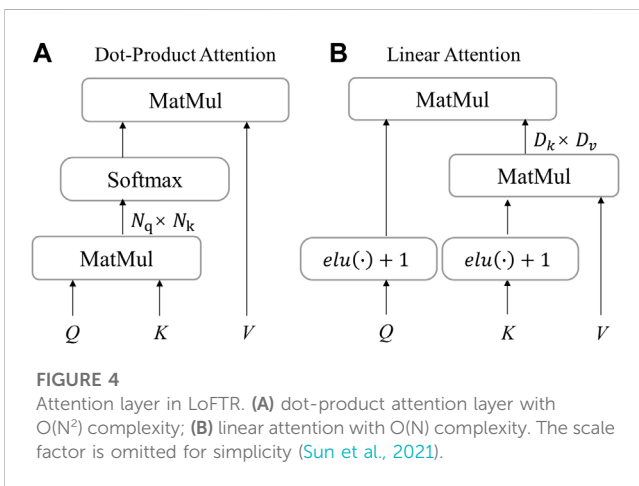 A Dot-Product Attention
MatMul
Softmax
N_q × N_k
MatMul
Q K V
B Linear Attention
MatMul
D_k × D_v
MatMul
elu(·) + 1 elu(·) + 1
Q K V
FIGURE 4
Attention layer in LoFTR. (A) dot-product attention layer with
O(N²) complexity; (B) linear attention with O(N) complexity. The scale
factor is omitted for simplicity (Sun et al., 2021).